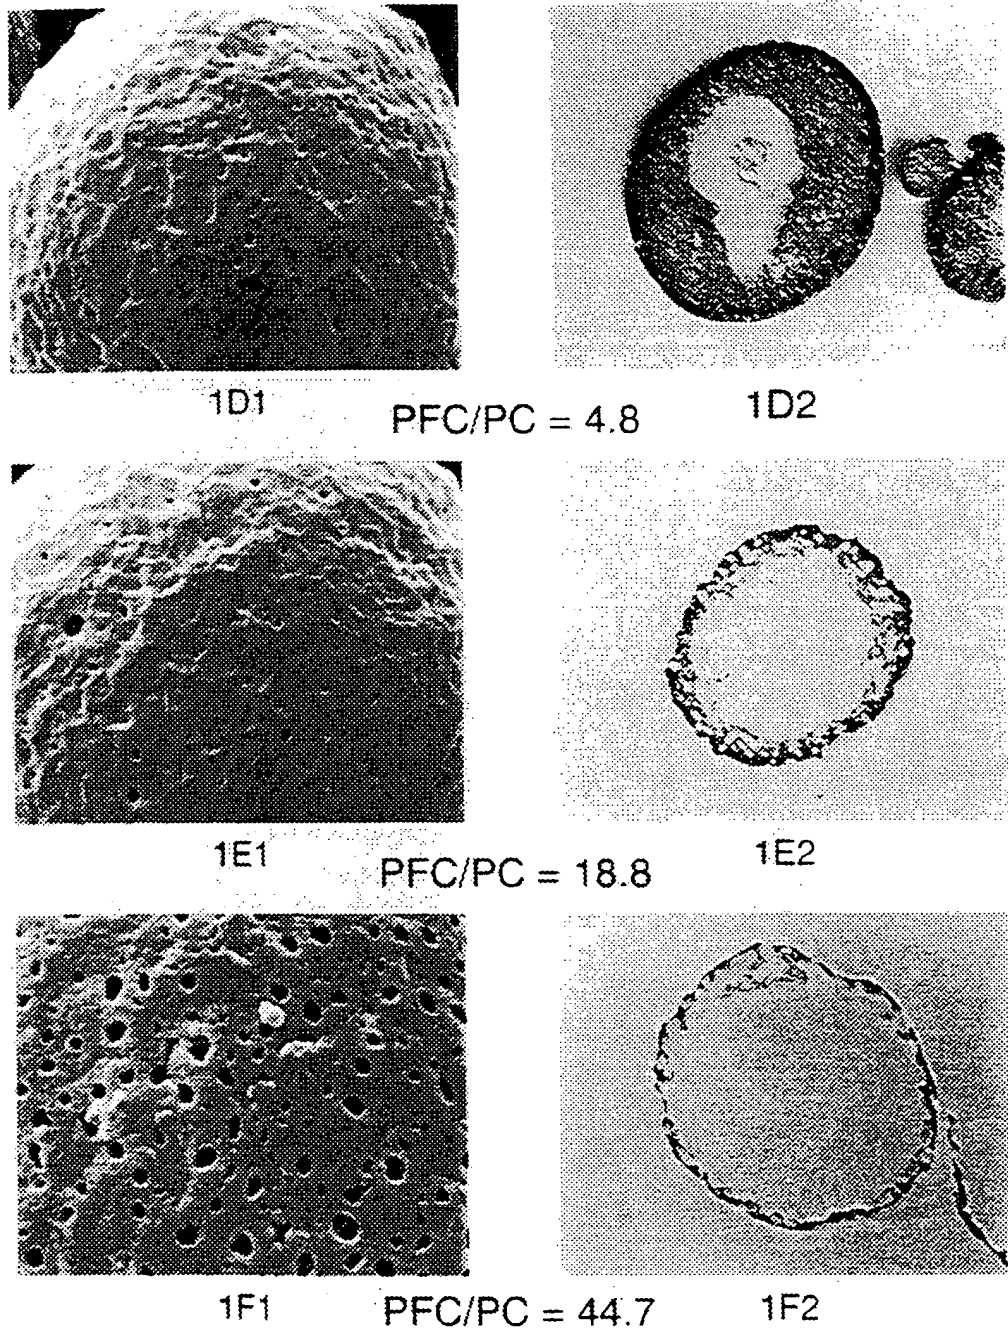 1D1
PFC/PC = 4.8
1D2
1E1
PFC/PC = 18.8
1E2
1F1
PFC/PC = 44.7
1F2